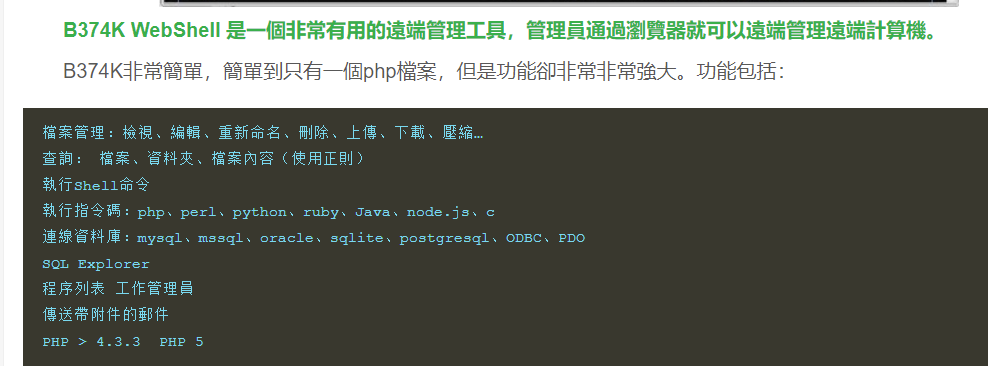 B374K WebShell 是一個非常有用的遠端管理工具，管理員通過瀏覽器就可以遠端管理遠端計算機。
B374K非常簡單，簡單到只有一個php檔案，但是功能卻非常非常強大。功能包括：
檔案管理：檢視、編輯、重新命名、刪除、上傳、下載、壓縮…
查詢： 檔案、資料夾、檔案內容（使用正則）
執行Shell命令
執行指令碼：php、perl、python、ruby、Java、node.js、c
連線資料庫：mysql、mssql、oracle、sqlite、postgresql、ODBC、PDO
SQL Explorer
程序列表 工作管理員
傳送帶附件的郵件
PHP > 4.3.3  PHP 5